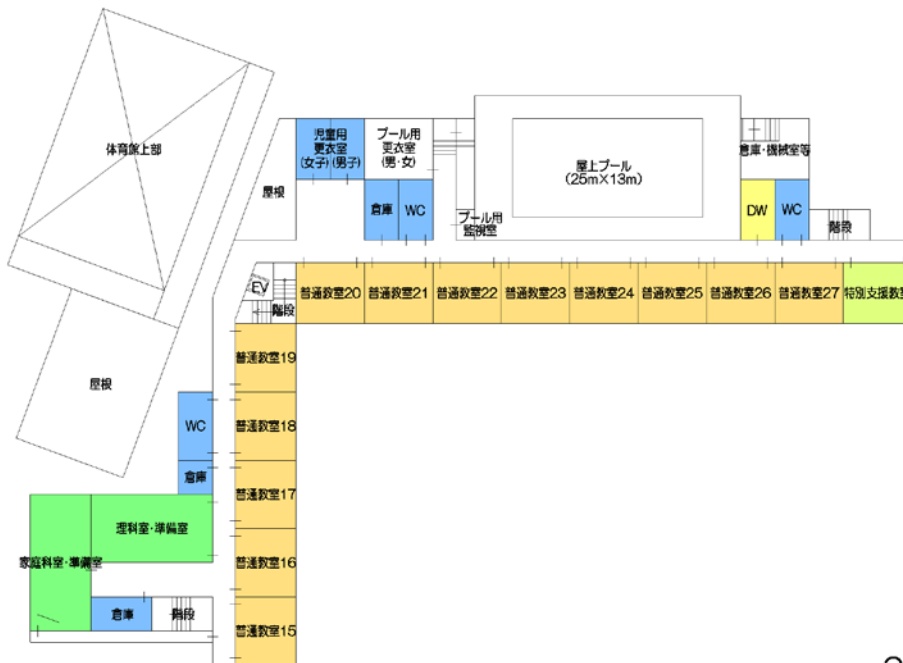 体育館上部
児童用
更衣室
(女子)(男子)
プール用
更衣室
(男・女)
屋上プール
(25m×13m)
倉庫・機械室等
屋根
倉庫
WC
プール用
監視室
DW
WC
階段
EV
階段
普通教室20
普通教室21
普通教室22
普通教室23
普通教室24
普通教室25
普通教室26
普通教室27
特別支援教室
普通教室19
屋根
WC
普通教室18
倉庫
普通教室17
理科室・準備室
家庭科室・準備室
普通教室16
倉庫
階段
普通教室15